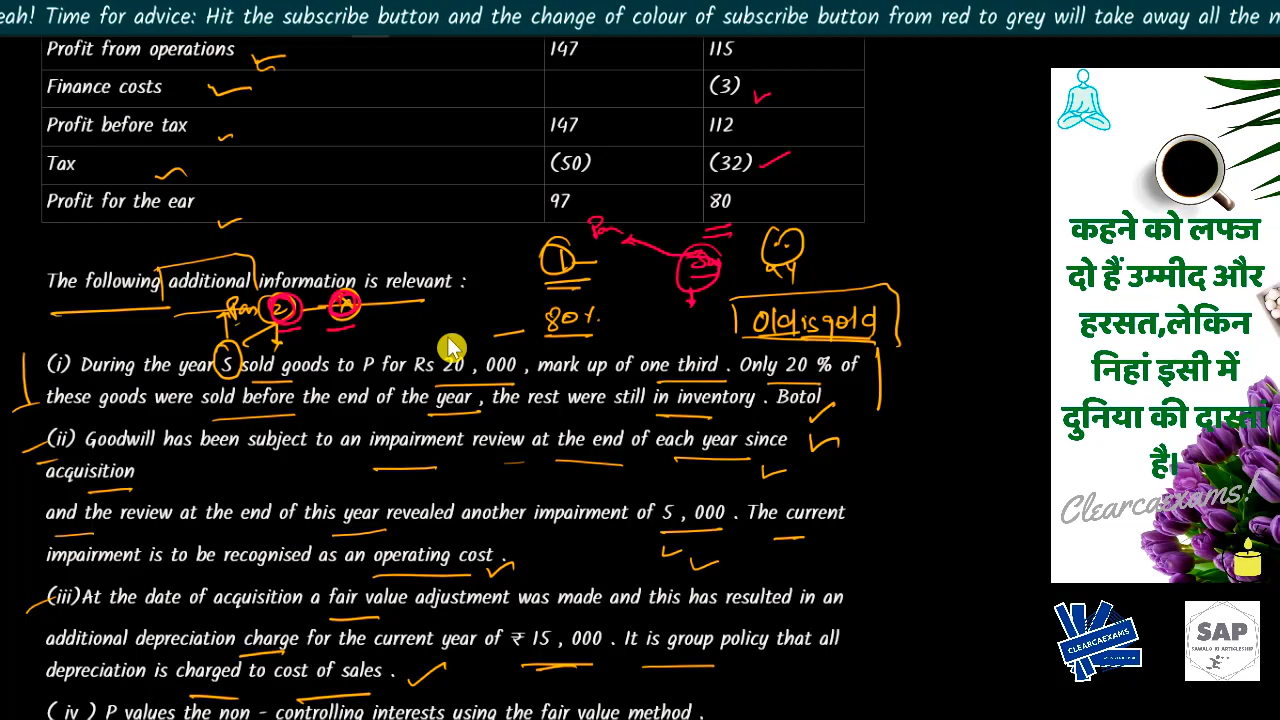 eah! Time for advice: Hit the subscribe button and the change of colour of subscribe button from red to grey will take away all the
Profit from operations 147 115
Finance costs (3)
Profit before tax 147 112
Tax (50) (32)
Profit for the ear 97 80
The following additional information is relevant :
1
80%
Old is gold
2
(i) During the year S sold goods to P for Rs 20 , 000 , mark up of one third . Only 20 % of
these goods were sold before the end of the year , the rest were still in inventory . Botol
(ii) Goodwill has been subject to an impairment review at the end of each year since
acquisition
and the review at the end of this year revealed another impairment of 5 , 000 . The current
impairment is to be recognised as an operating cost .
(iii)At the date of acquisition a fair value adjustment was made and this has resulted in an
additional depreciation charge for the current year of ₹ 15 , 000 . It is group policy that all
depreciation is charged to cost of sales .
( iv ) P values the non - controlling interests using the fair value method .
कहने को लफ्ज
दो हैं उम्मीद और
हसरत,लेकिन
निहां इसी में
दुनिया की दास्तां
है।
Clearcaexams!
CLEARCAEXAMS
SAP
SAWAAL KI ARTICLESHIP